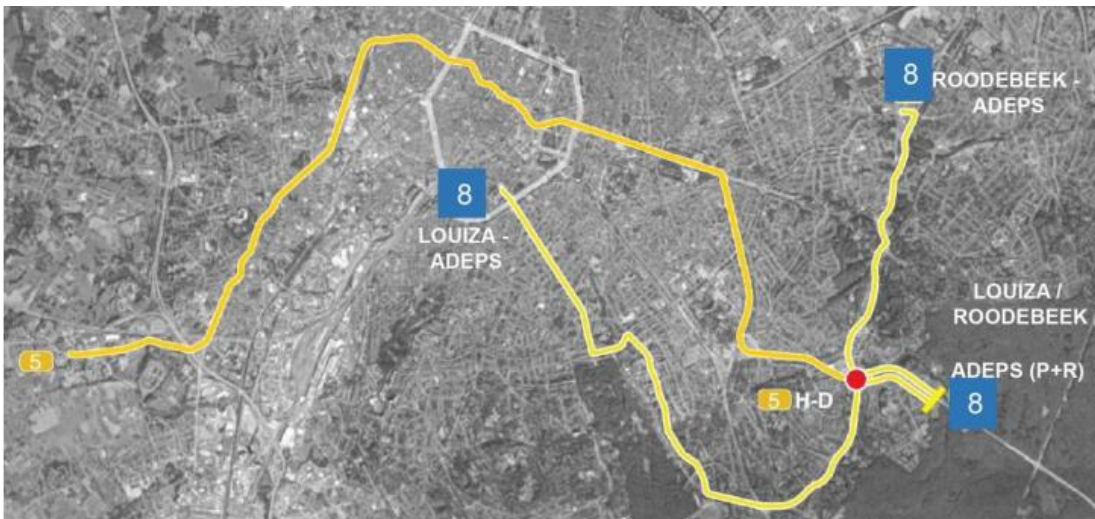 8
ROODEBEEK -
ADEPS
8
LOUIZA -
ADEPS
LOUIZA /
ROODEBEEK
5
ADEPS (P+R)
5 H-D
8